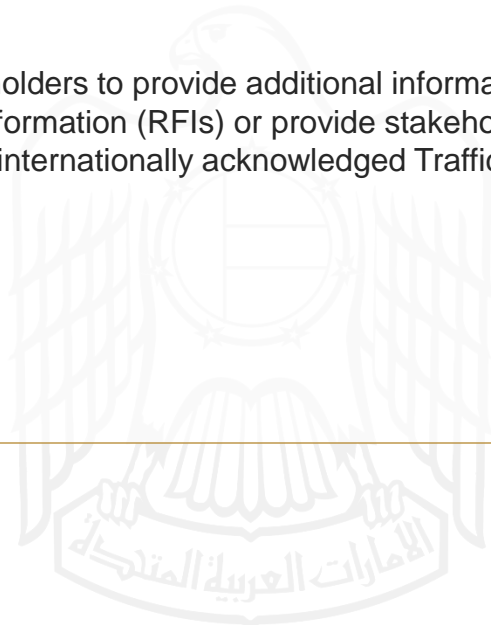 olders to provide additional informa
formation (RFIs) or provide stakeho
internationally acknowledged Traffic
الإمارات العربية المتحدة